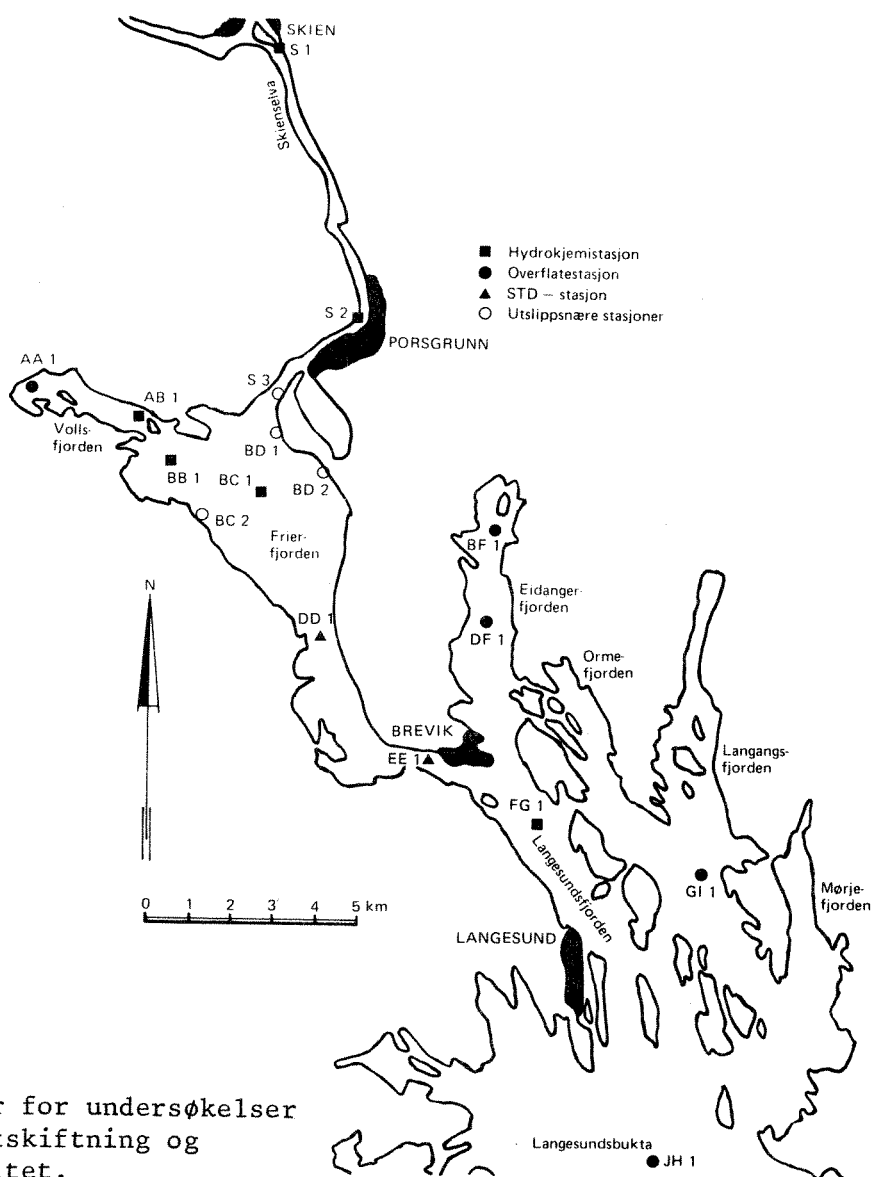 SKIEN
S 1
Skienselva
Hydrokjemistasjon
Overflatestasjon
STD – stasjon
Utslippsnære stasjoner
S 2
PORSGRUNN
AA 1
S 3
AB 1
Volls-
fjorden
BD 1
BB 1
BC 1
BD 2
BC 2
Frier-
fjorden
BF 1
N
Eidanger-
fjorden
DD 1
DF 1
Orme-
fjorden
BREVIK
EE 1
Langangs-
fjorden
FG 1
Langesundsfjorden
GI 1
Mørje-
fjorden
0 1 2 3 4 5 km
LANGESUND
r for undersøkelser
tskiftning og
Langesundsbukta
JH 1